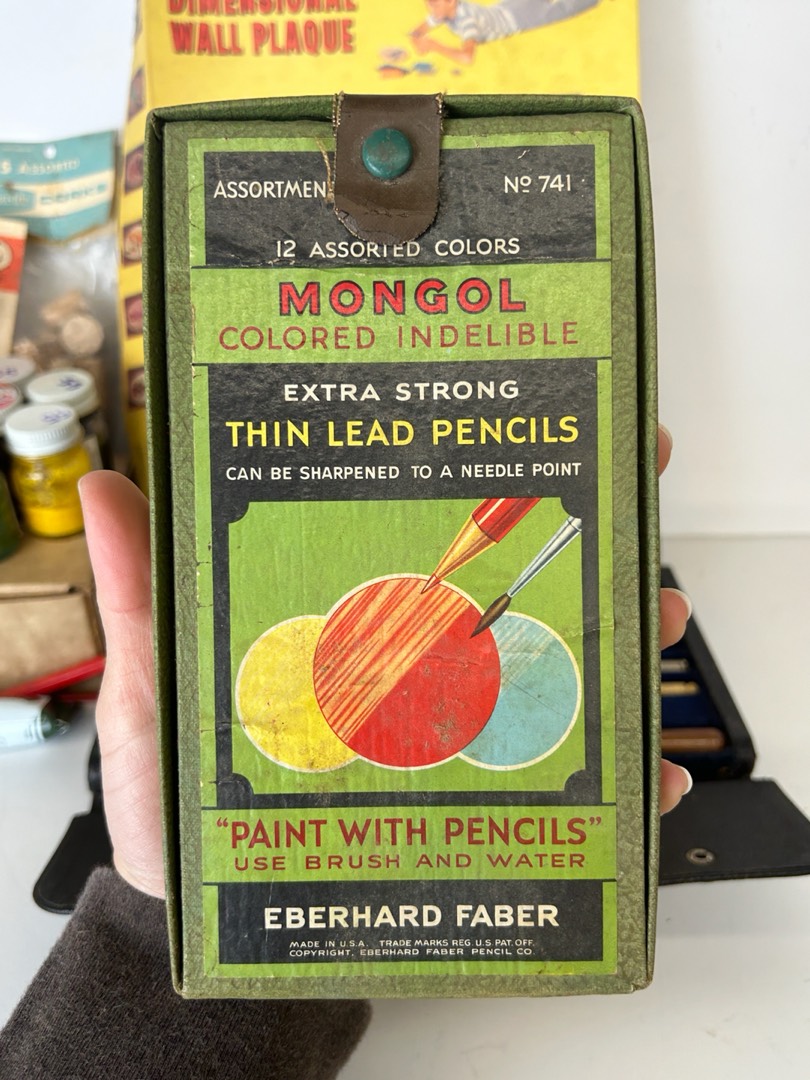 DIMENSIONAL
WALL PLAQUE
ASSORTMEN
Nº 741
12 ASSORTED COLORS
MONGOL
COLORED INDELIBLE
EXTRA STRONG
THIN LEAD PENCILS
CAN BE SHARPENED TO A NEEDLE POINT
"PAINT WITH PENCILS"
USE BRUSH AND WATER
EBERHARD FABER
MADE IN U.S.A. TRADE MARKS REG. U.S. PAT. OFF.
COPYRIGHT, EBERHARD FABER PENCIL CO.